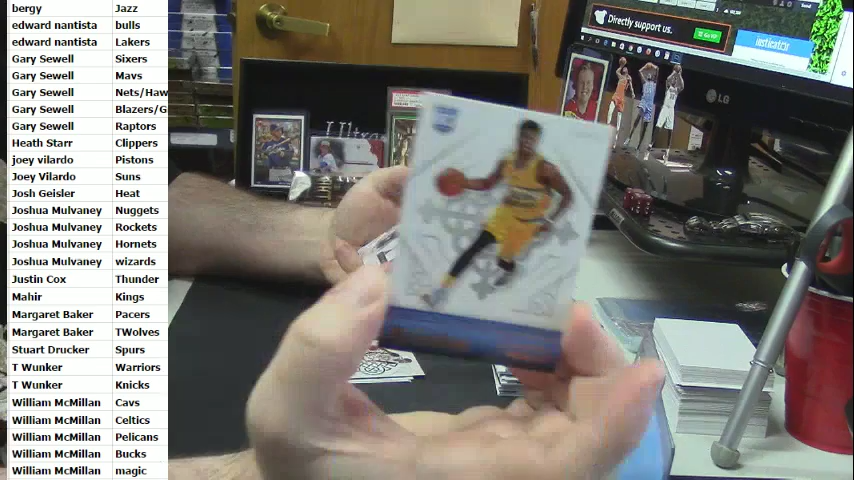 bergy Jazz
edward nantista bulls
edward nantista Lakers
Gary Sewell Sixers
Gary Sewell Mavs
Gary Sewell Nets/Haw
Gary Sewell Blazers/G
Gary Sewell Raptors
Heath Starr Clippers
joey vilardo Pistons
Joey Vilardo Suns
Josh Geisler Heat
Joshua Mulvaney Nuggets
Joshua Mulvaney Rockets
Joshua Mulvaney Hornets
Joshua Mulvaney wizards
Justin Cox Thunder
Mahir Kings
Margaret Baker Pacers
Margaret Baker TWolves
Stuart Drucker Spurs
T Wunker Warriors
T Wunker Knicks
William McMillan Cavs
William McMillan Celtics
William McMillan Pelicans
William McMillan Bucks
William McMillan magic
Directly support us.
LG